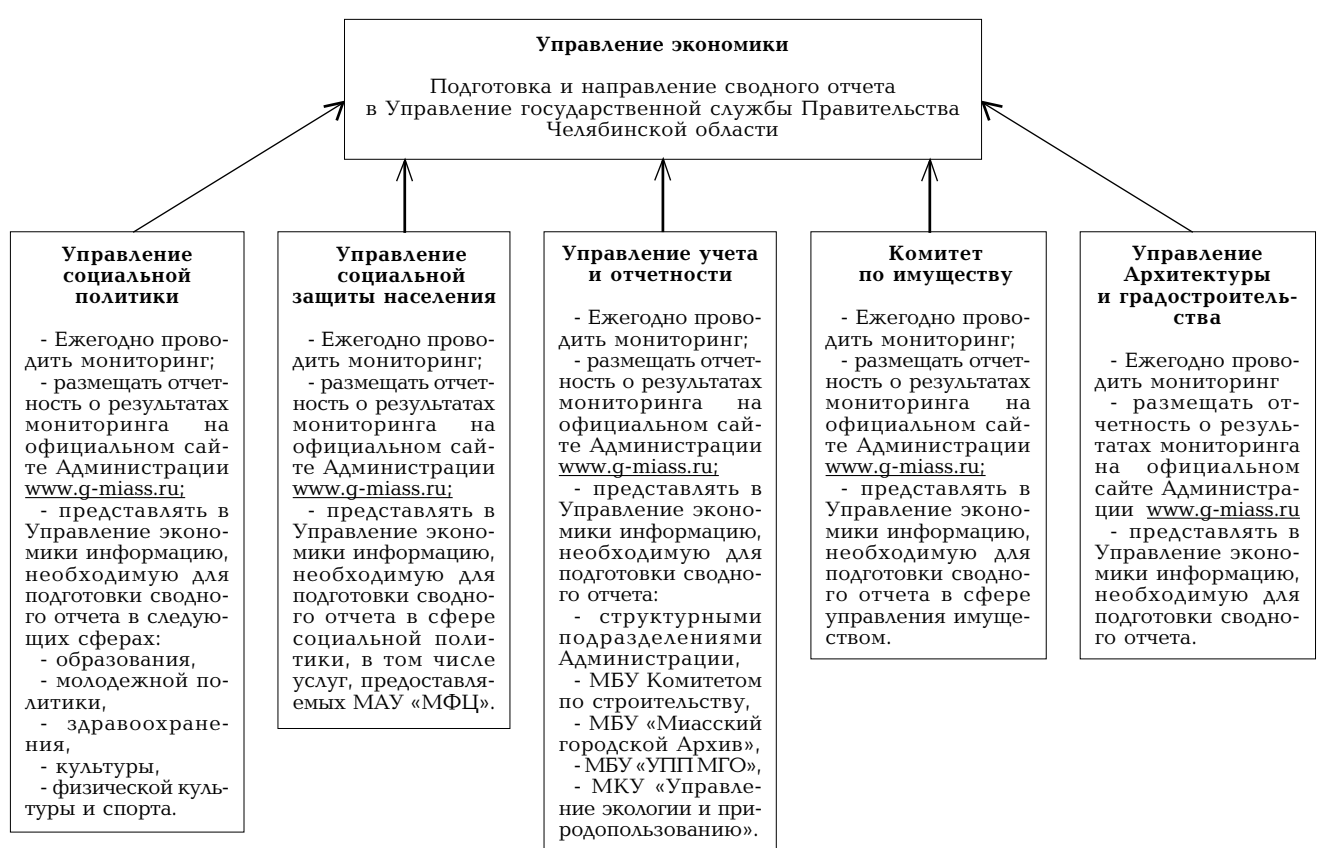 Управление экономики
Подготовка и направление сводного отчета
в Управление государственной службы Правительства
Челябинской области
Управление
социальной
политики
- Ежегодно прово-
дить мониторинг;
- размещать отчет-
ность о результатах
мониторинга на
официальном сай-
те Администрации
www.g-miass.ru;
- представлять в
Управление эконо-
мики информацию,
необходимую для
подготовки сводно-
го отчета в следую-
щих сферах:
- образования,
- молодежной по-
литики,
- здравоохране-
ния,
- культуры,
- физической куль-
туры и спорта.
Управление
социальной
защиты населения
- Ежегодно прово-
дить мониторинг;
- размещать отчет-
ность о результатах
мониторинга на
официальном сай-
те Администрации
www.g-miass.ru;
- представлять в
Управление эконо-
мики информацию,
необходимую для
подготовки сводно-
го отчета в сфере
социальной поли-
тики, в том числе
услуг, предоставля-
емых МАУ «МФЦ».
Управление учета
и отчетности
- Ежегодно прово-
дить мониторинг;
- размещать отчет-
ность о результатах
мониторинга на
официальном сай-
те Администрации
www.g-miass.ru;
- представлять в
Управление эконо-
мики информацию,
необходимую для
подготовки сводно-
го отчета:
- структурными
подразделениями
Администрации,
- МБУ Комитетом
по строительству,
- МБУ «Миасский
городской Архив»,
- МБУ «УПП МГО»,
- МКУ «Управле-
ние экологии и при-
родопользованию».
Комитет
по имуществу
- Ежегодно прово-
дить мониторинг;
- размещать отчет-
ность о результатах
мониторинга на
официальном сай-
те Администрации
www.g-miass.ru;
- представлять в
Управление эконо-
мики информацию,
необходимую для
подготовки сводно-
го отчета в сфере
управления имуще-
ством.
Управление
Архитектуры
и градостроитель-
ства
- Ежегодно прово-
дить мониторинг
- размещать от-
четность о резуль-
татах мониторинга
на официальном
сайте Администра-
ции www.g-miass.ru
- представлять в
Управление эконо-
мики информацию,
необходимую для
подготовки сводно-
го отчета.